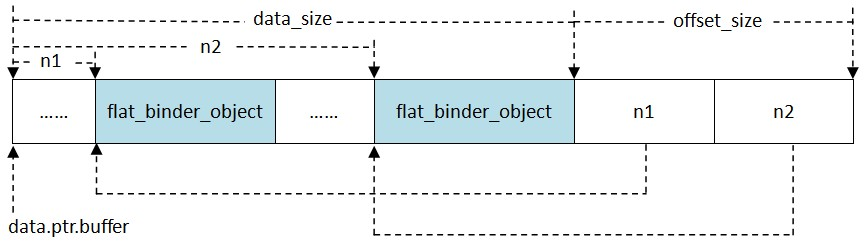 data_size
offset_size
n2
n1
......
flat_binder_object
......
flat_binder_object
n1
n2
data.ptr.buffer